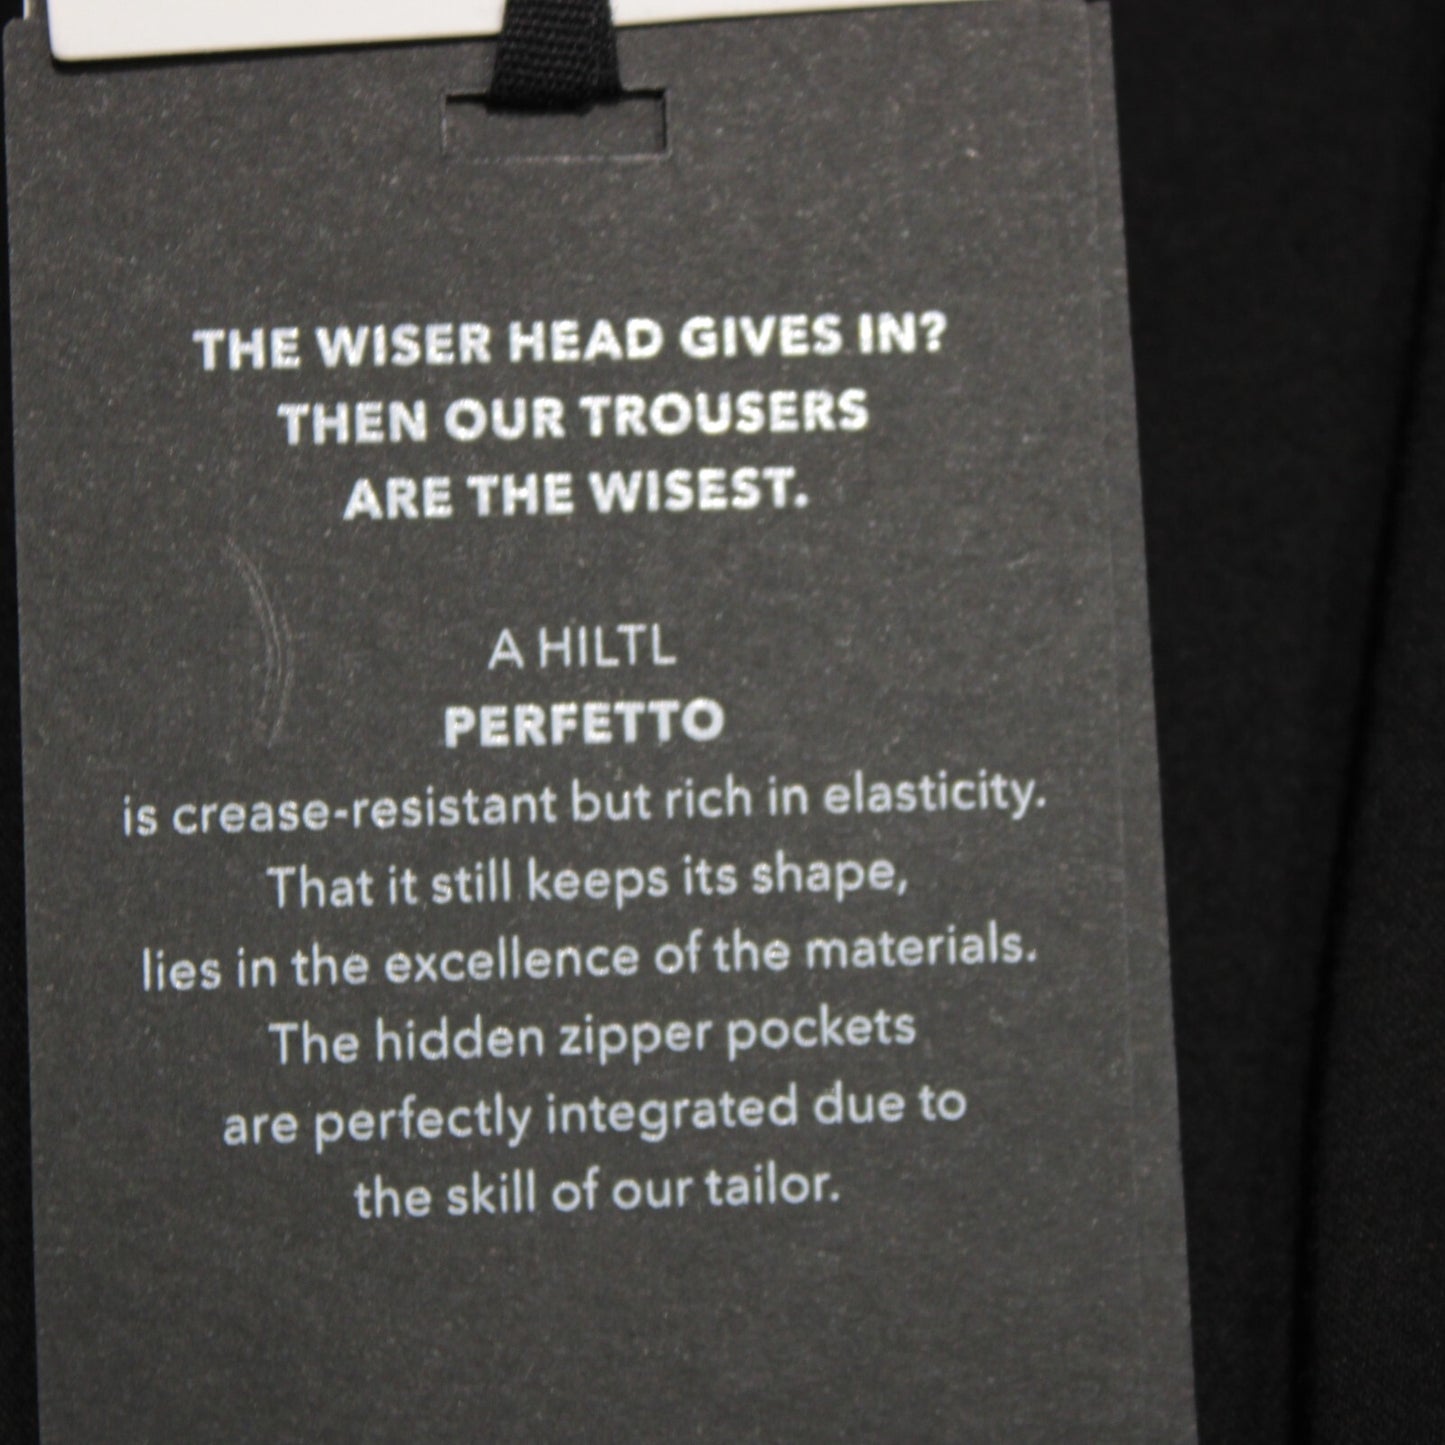 THE WISER HEAD GIVES IN?
THEN OUR TROUSERS
ARE THE WISEST.
A HILTL
PERFETTO
is crease-resistant but rich in elasticity.
That it still keeps its shape,
lies in the excellence of the materials.
The hidden zipper pockets
are perfectly integrated due to
the skill of our tailor.